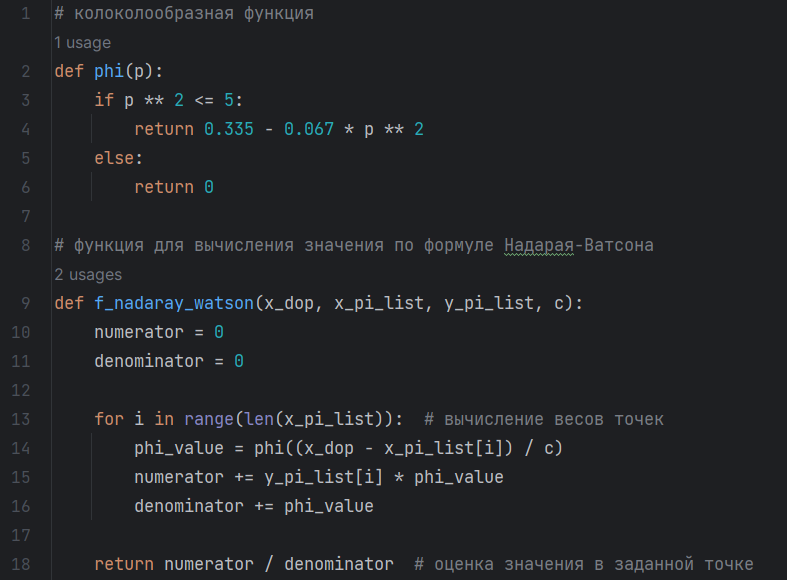 1 # колоколообразная функция
1 usage
2 def phi(p):
3     if p ** 2 <= 5:
4         return 0.335 - 0.067 * p ** 2
5     else:
6         return 0
7
8 # функция для вычисления значения по формуле Надарая-Ватсона
2 usages
9 def f_nadaray_watson(x_dop, x_pi_list, y_pi_list, c):
10     numerator = 0
11     denominator = 0
12
13     for i in range(len(x_pi_list)):  # вычисление весов точек
14         phi_value = phi((x_dop - x_pi_list[i]) / c)
15         numerator += y_pi_list[i] * phi_value
16         denominator += phi_value
17
18     return numerator / denominator  # оценка значения в заданной точке